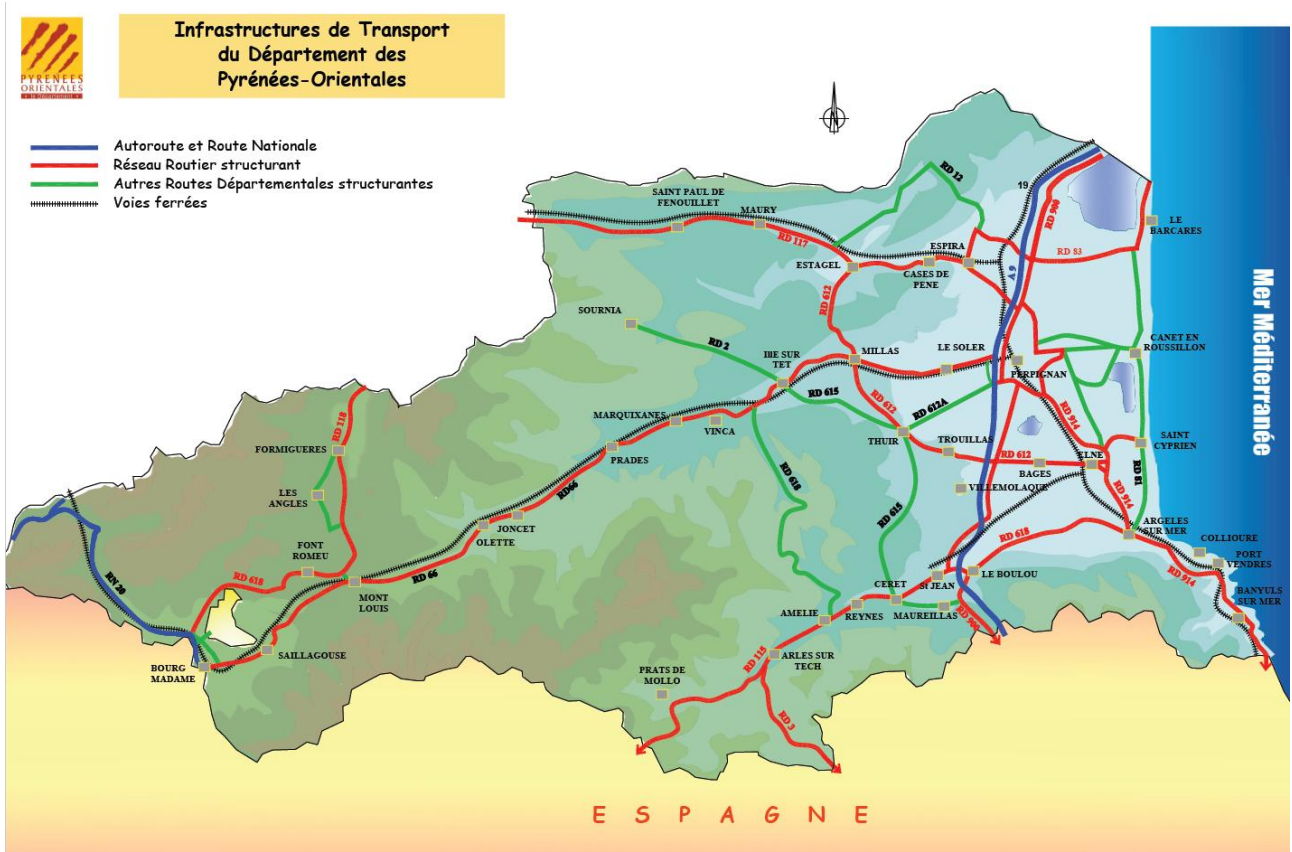 Infrastructures de Transport
du Département des
Pyrénées-Orientales
PYRENEES
ORIENTALES
Autoroute et Route Nationale
Réseau Routier structurant
Autres Routes Départementales structurantes
Voies ferrées
RD 12
19
SAINT PAUL DE
FENOUILLET
MAURY
RD 117
RD 900
LE
BARCARES
ESTAGEL
ESPIRA
CASES DE
PENE
RD 83
A 9
RD 612
SOURNIA
RD 2
IllE SUR
TET
MILLAS
LE SOLER
PERPIGNAN
CANET EN
ROUSSILLON
Mer Méditerranée
RD 615
RD 612
RD 612A
MARQUIXANES
VINCA
RD 118
FORMIGUERES
PRADES
THUIR
TROUILLAS
RD 914
SAINT
CYPRIEN
RD 612
BAGES
ELNE
RD66
RD 618
VILLEMOLAQUE
RD 81
LES
ANGLES
JONCET
OLETTE
RD 615
RD 914
ARGELES
SUR MER
COLLIOURE
PORT
VENDRES
FONT
ROMEU
RD 618
RD 66
MONT
LOUIS
RN 20
RD 618
St JEAN
LE BOULOU
CERET
RD 914
BANYULS
SUR MER
AMELIE
REYNES
MAUREILLAS
RD 900
SAILLAGOUSE
BOURG
MADAME
RD 115
ARLES SUR
TECH
PRATS DE
MOLLO
RD 3
E S P A G N E